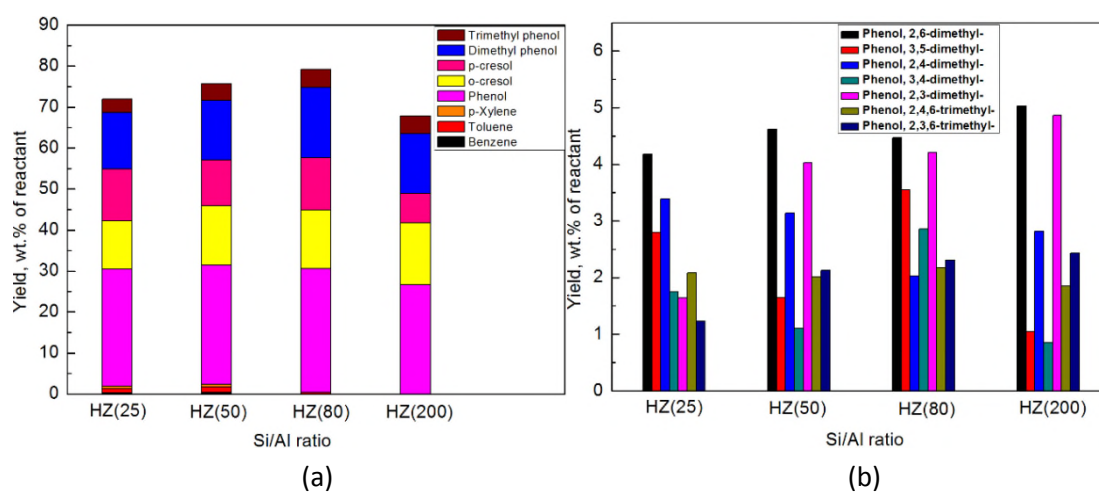 90
80
70
60
50
40
30
20
10
0
Yield, wt.% of reactant
Trimethyl phenol
Dimethyl phenol
p-cresol
o-cresol
Phenol
p-Xylene
Toluene
Benzene
HZ(25)
HZ(50)
HZ(80)
HZ(200)
Si/Al ratio
(a)
6
5
4
3
2
1
0
Yield, wt.% of reactant
Phenol, 2,6-dimethyl-
Phenol, 3,5-dimethyl-
Phenol, 2,4-dimethyl-
Phenol, 3,4-dimethyl-
Phenol, 2,3-dimethyl-
Phenol, 2,4,6-trimethyl-
Phenol, 2,3,6-trimethyl-
HZ(25)
HZ(50)
HZ(80)
HZ(200)
Si/Al ratio
(b)